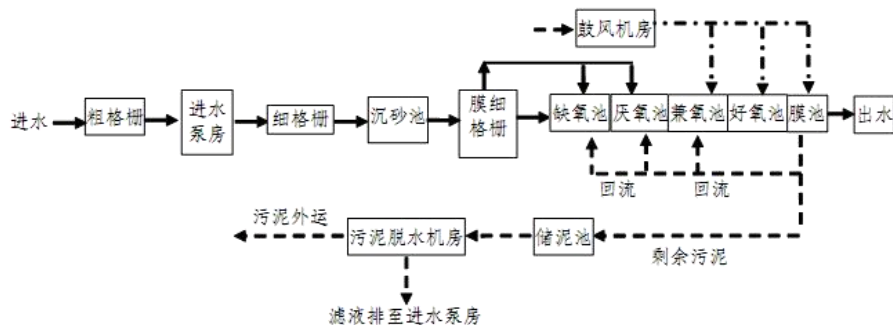 鼓风机房
进水
粗格栅
进水
泵房
细格栅
沉砂池
膜细
格栅
缺氧池
厌氧池
兼氧池
好氧池
膜池
出水
回流
回流
污泥外运
污泥脱水机房
储泥池
剩余污泥
滤液排至进水泵房